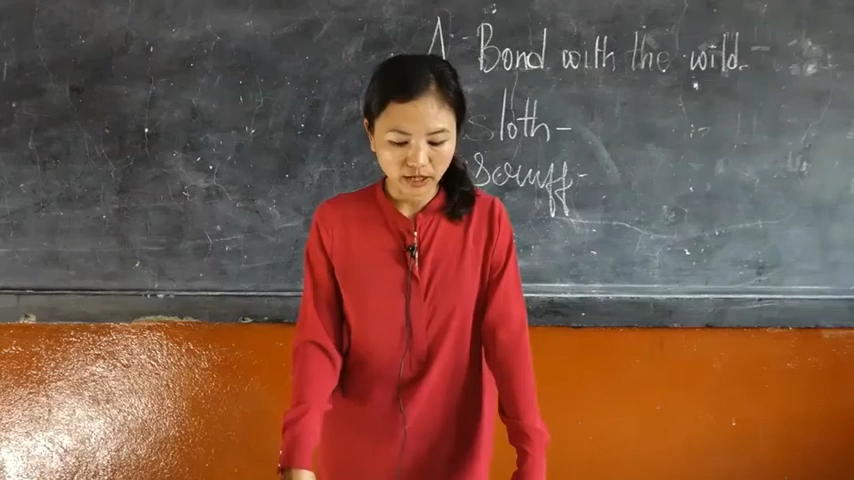 A Bond with the wild.
sloth-
Scruff-